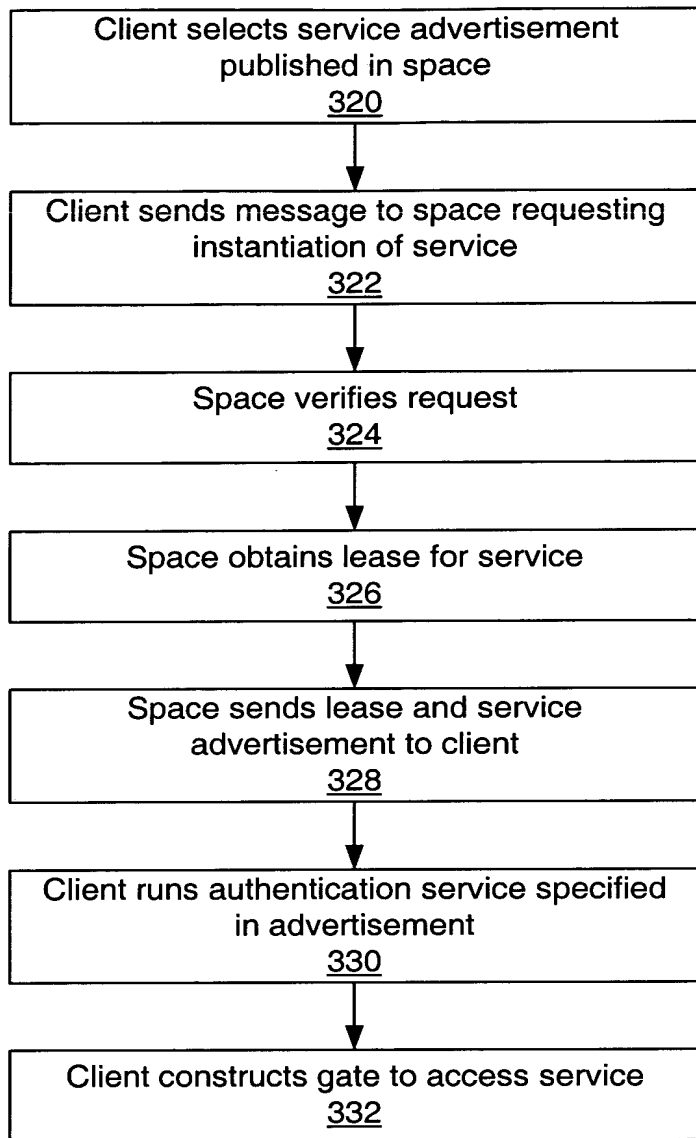 Client selects service advertisement
published in space
320
Client sends message to space requesting
instantiation of service
322
Space verifies request
324
Space obtains lease for service
326
Space sends lease and service
advertisement to client
328
Client runs authentication service specified
in advertisement
330
Client constructs gate to access service
332